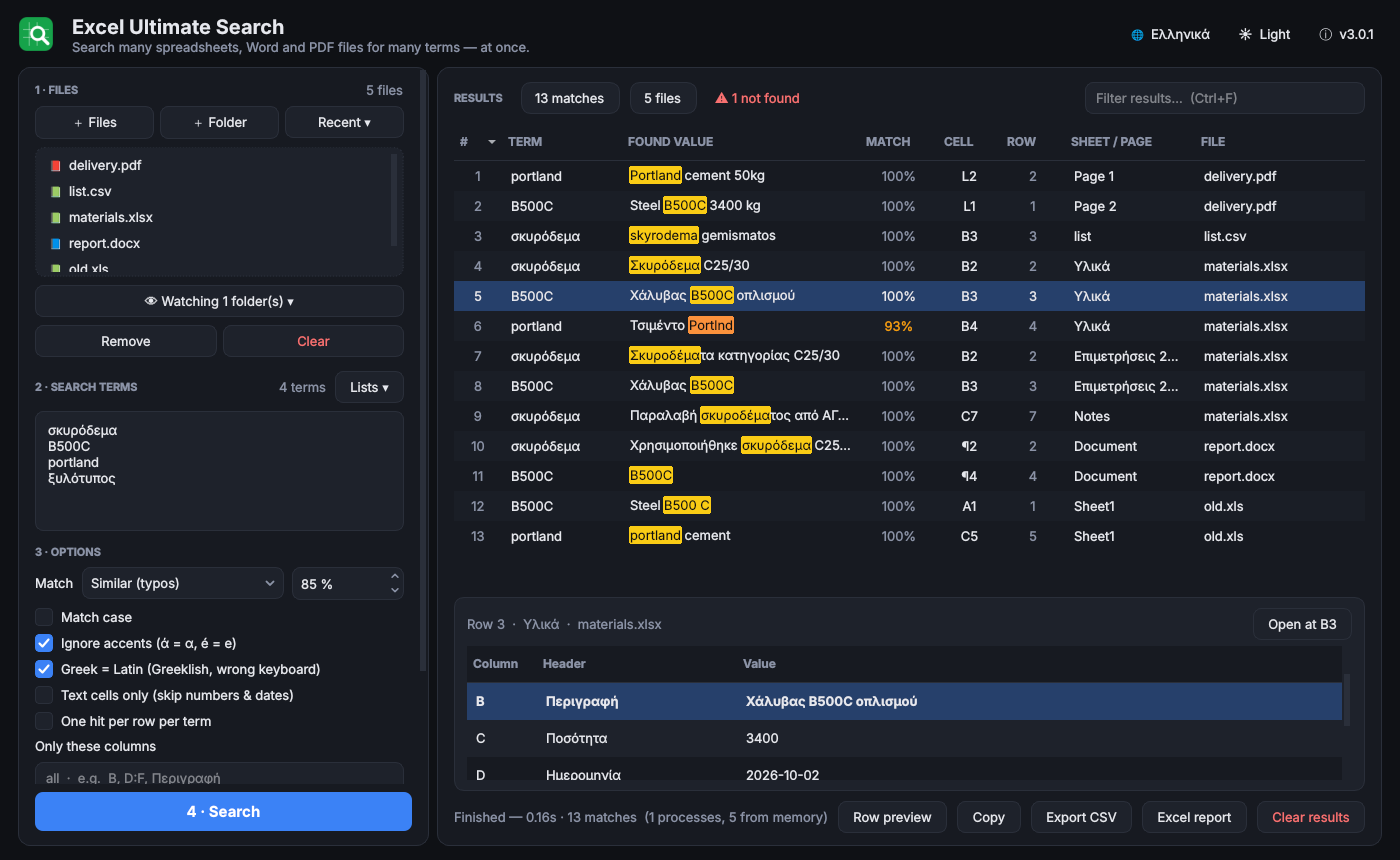 Excel Ultimate Search
Search many spreadsheets, Word and PDF files for many terms — at once.
Ελληνικά Light v3.0.1
1 · FILES 5 files
+ Files + Folder Recent ▾
delivery.pdf
list.csv
materials.xlsx
report.docx
old.xls
Watching 1 folder(s) ▾
Remove Clear
2 · SEARCH TERMS 4 terms Lists ▾
σκυρόδεμα
B500C
portland
ξυλότυπος
3 · OPTIONS
Match Similar (typos) 85 %
Match case
Ignore accents (ά = α, é = e)
Greek = Latin (Greeklish, wrong keyboard)
Text cells only (skip numbers & dates)
One hit per row per term
Only these columns
all · e.g. B, D:F, Περιγραφή
4 · Search
RESULTS 13 matches 5 files 1 not found Filter results... (Ctrl+F)
# TERM FOUND VALUE MATCH CELL ROW SHEET / PAGE FILE
1 portland Portland cement 50kg 100% L2 2 Page 1 delivery.pdf
2 B500C Steel B500C 3400 kg 100% L1 1 Page 2 delivery.pdf
3 σκυρόδεμα skyrodema gemismatos 100% B3 3 list list.csv
4 σκυρόδεμα Σκυρόδεμα C25/30 100% B2 2 Υλικά materials.xlsx
5 B500C Χάλυβας B500C οπλισμού 100% B3 3 Υλικά materials.xlsx
6 portland Τσιμέντο Portlnd 93% B4 4 Υλικά materials.xlsx
7 σκυρόδεμα Σκυροδέματα κατηγορίας C25/30 100% B2 2 Επιμετρήσεις 2... materials.xlsx
8 B500C Χάλυβας B500C 100% B3 3 Επιμετρήσεις 2... materials.xlsx
9 σκυρόδεμα Παραλαβή σκυροδέματος από ΑΓ... 100% C7 7 Notes materials.xlsx
10 σκυρόδεμα Χρησιμοποιήθηκε σκυρόδεμα C25... 100% ¶2 2 Document report.docx
11 B500C B500C 100% ¶4 4 Document report.docx
12 B500C Steel B500 C 100% A1 1 Sheet1 old.xls
13 portland portland cement 100% C5 5 Sheet1 old.xls
Row 3 · Υλικά · materials.xlsx Open at B3
Column Header Value
B Περιγραφή Χάλυβας B500C οπλισμού
C Ποσότητα 3400
D Ημερομηνία 2026-10-02
Finished — 0.16s · 13 matches (1 processes, 5 from memory) Row preview Copy Export CSV Excel report Clear results